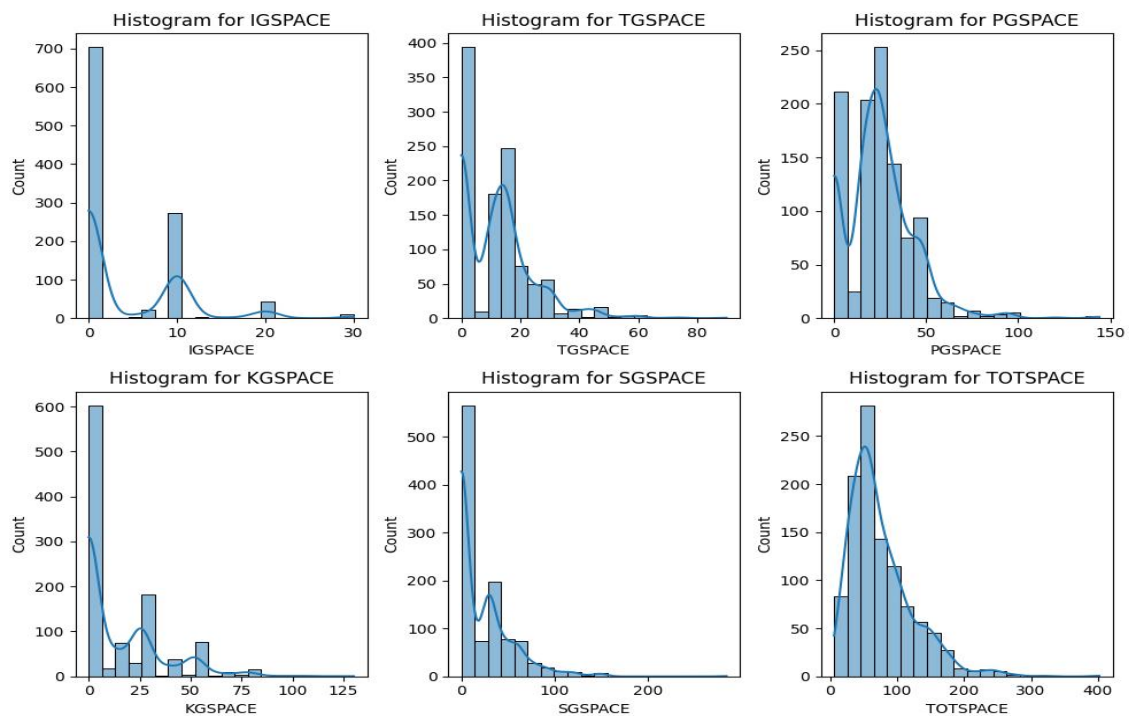 Histogram for IGSPACE
700
600
500
400
300
200
100
0
Count
0 10 20 30
IGSPACE
Histogram for TGSPACE
400
350
300
250
200
150
100
50
0
Count
0 20 40 60 80
TGSPACE
Histogram for PGSPACE
250
200
150
100
50
0
Count
0 50 100 150
PGSPACE
Histogram for KGSPACE
600
500
400
300
200
100
0
Count
0 25 50 75 100 125
KGSPACE
Histogram for SGSPACE
500
400
300
200
100
0
Count
0 100 200
SGSPACE
Histogram for TOTSPACE
250
200
150
100
50
0
Count
0 100 200 300 400
TOTSPACE